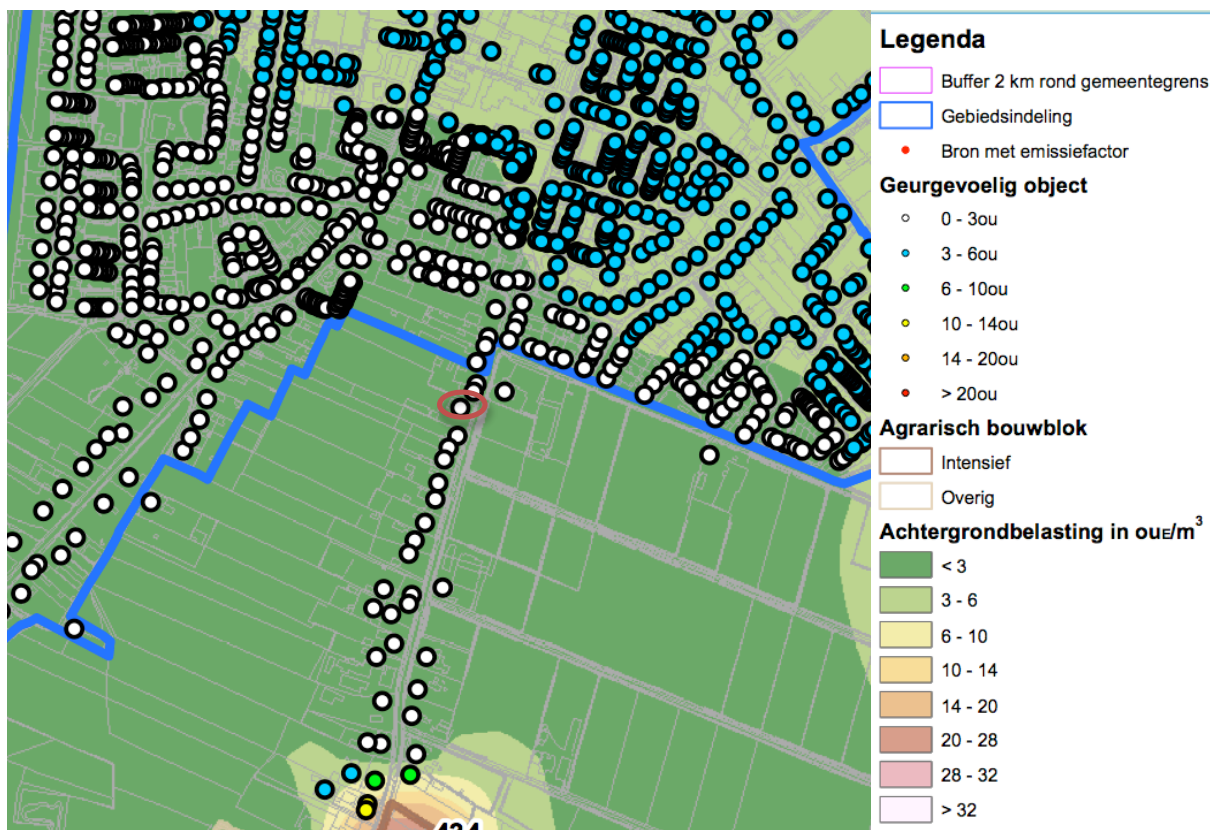 Legenda
Buffer 2 km rond gemeentegrens
Gebiedsindeling
Bron met emissiefactor
Geurgevoelig object
0 - 3ou
3 - 6ou
6 - 10ou
10 - 14ou
14 - 20ou
> 20ou
Agrarisch bouwblok
Intensief
Overig
Achtergrondbelasting in ouE/m³
< 3
3 - 6
6 - 10
10 - 14
14 - 20
20 - 28
28 - 32
> 32